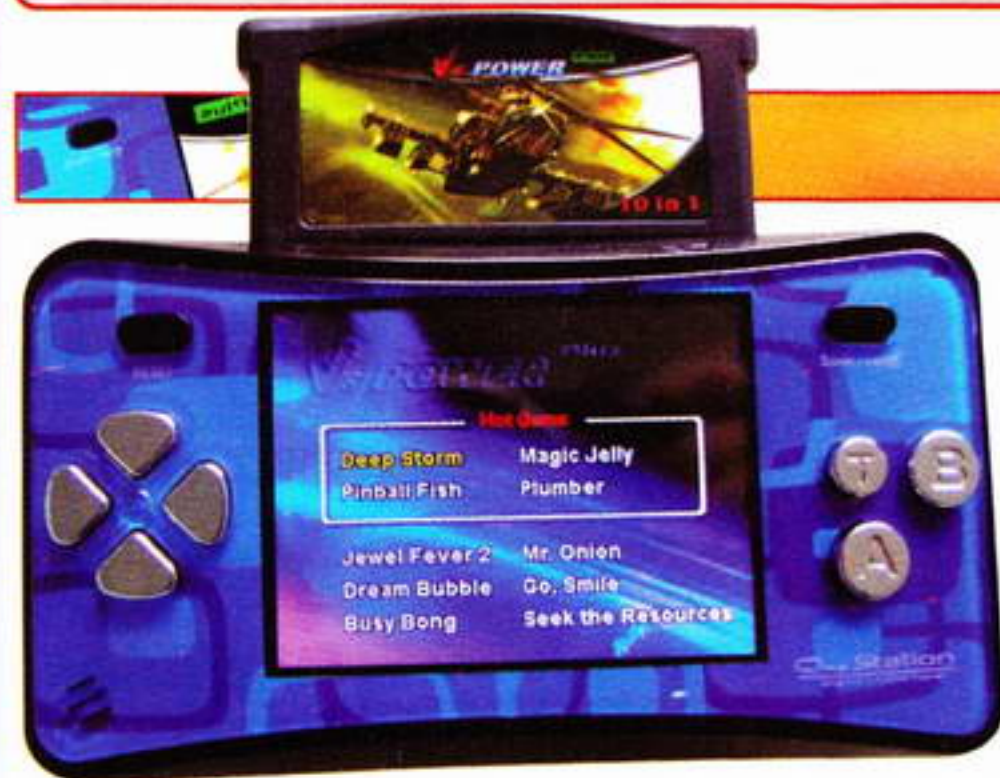 POWER
10 in 1
Hot Game
Deep Storm Magic Jelly
Pinball Fish Plumber
Jewel Fever 2 Mr. Onion
Dream Bubble Go, Smile
Busy Bong Seek the Resources
T B
A
Station